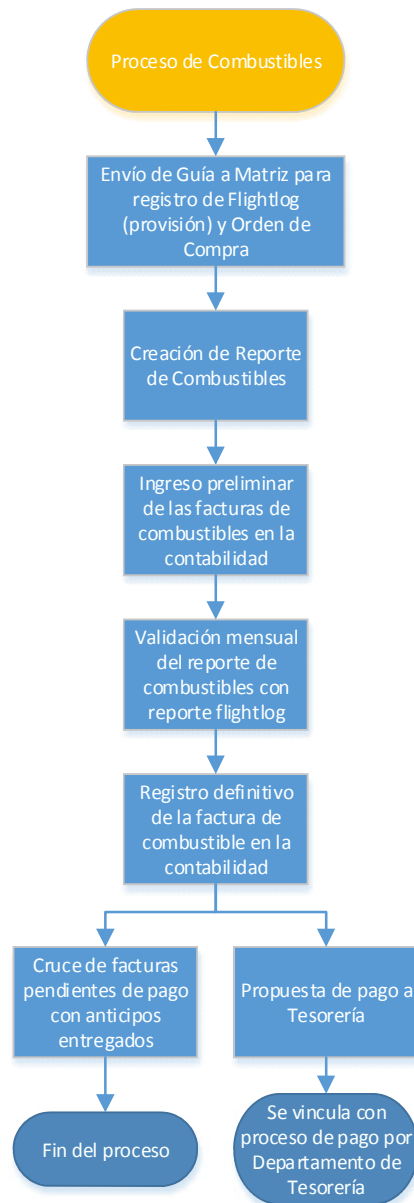 Proceso de Combustibles
Envío de Guía a Matriz para
registro de Flightlog
(provisión) y Orden de
Compra
Creación de Reporte
de Combustibles
Ingreso preliminar
de las facturas de
combustibles en la
contabilidad
Validación mensual
del reporte de
combustibles con
reporte flightlog
Registro definitivo
de la factura de
combustible en la
contabilidad
Cruce de facturas
pendientes de pago
con anticipos
entregados
Propuesta de pago a
Tesorería
Fin del proceso
Se vincula con
proceso de pago por
Departamento de
Tesorería